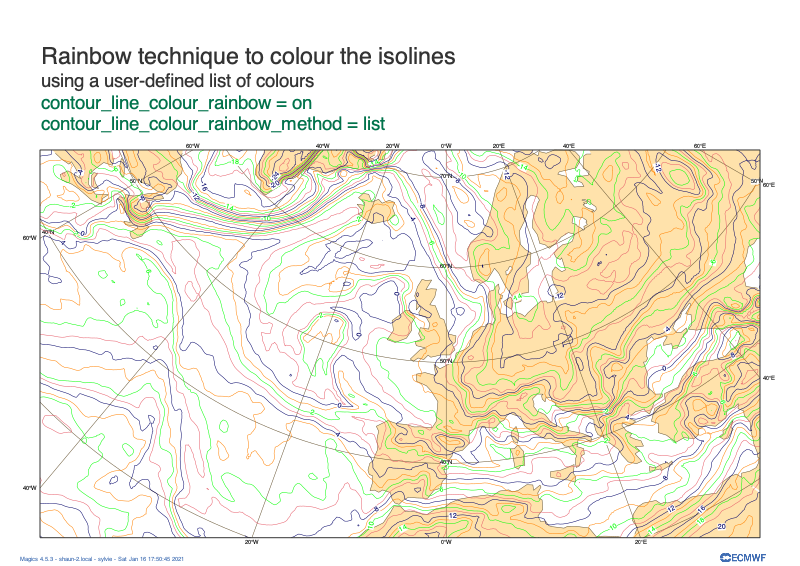 Rainbow technique to colour the isolines
using a user-defined list of colours
contour_line_colour_rainbow = on
contour_line_colour_rainbow_method = list
60°W 40°W 20°W 0°W 20°E 40°E 60°E
50°N 70°N 50°N
60°E
60°W 40°N
60°N
50°N
40°E
40°N
40°W
20°W 0°W 20°E
Magics 4.5.3 - shaun-2.local - sylvie - Sat Jan 16 17:50:45 2021
ECMWF